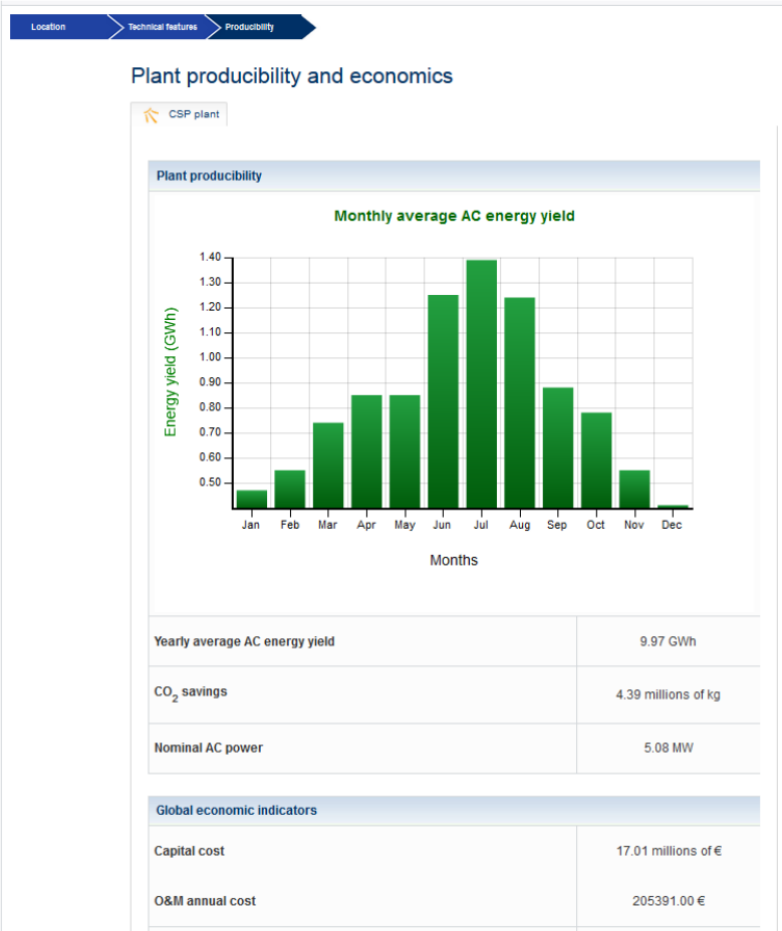 Location
Technical features
Producibility
Plant producibility and economics
CSP plant
Plant producibility
Monthly average AC energy yield
Energy yield (GWh)
1.40
1.30
1.20
1.10
1.00
0.90
0.80
0.70
0.60
0.50
Jan Feb Mar Apr May Jun Jul Aug Sep Oct Nov Dec
Months
Yearly average AC energy yield 9.97 GWh
CO2 savings 4.39 millions of kg
Nominal AC power 5.08 MW
Global economic indicators
Capital cost 17.01 millions of €
O&M annual cost 205391.00 €